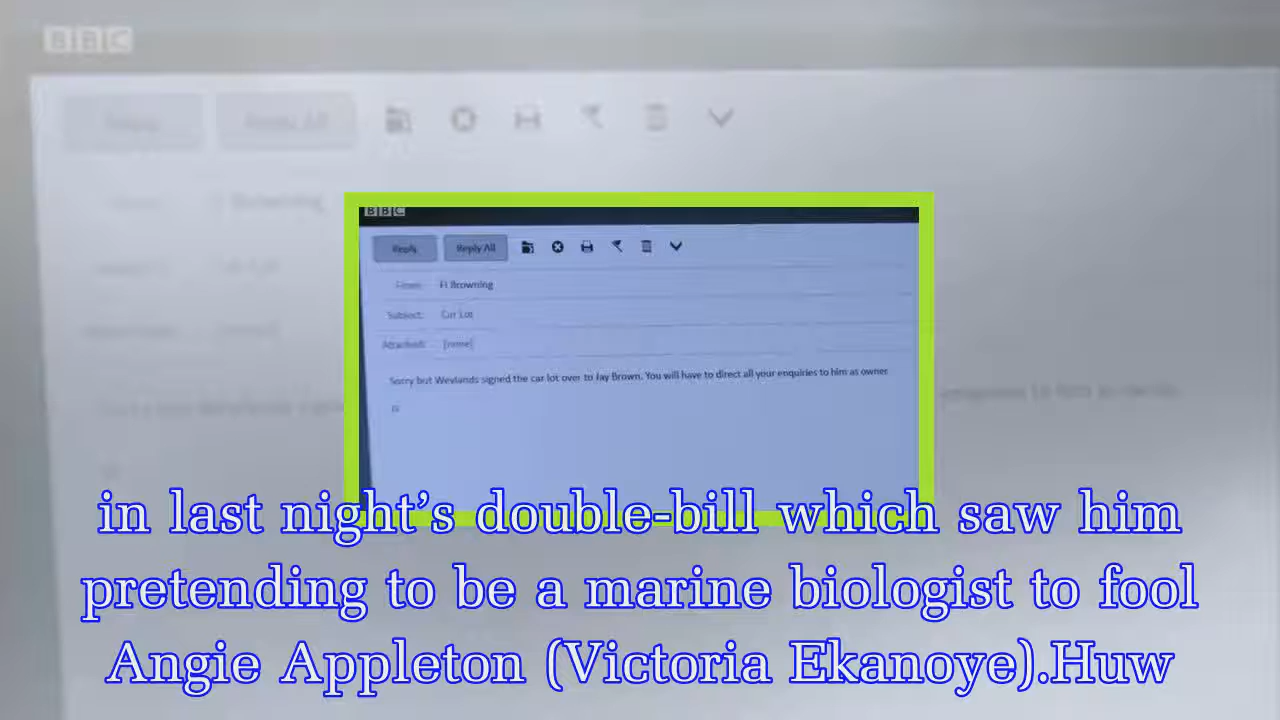 BBC
BBC
Reply Reply All
From: Fi Browning
Subject: Car Lot
Attached: [none]
Sorry but Weylands signed the car lot over to Jay Brown. You will have to direct all your enquiries to him as owner
in last night’s double-bill which saw him
pretending to be a marine biologist to fool
Angie Appleton (Victoria Ekanoye).Huw